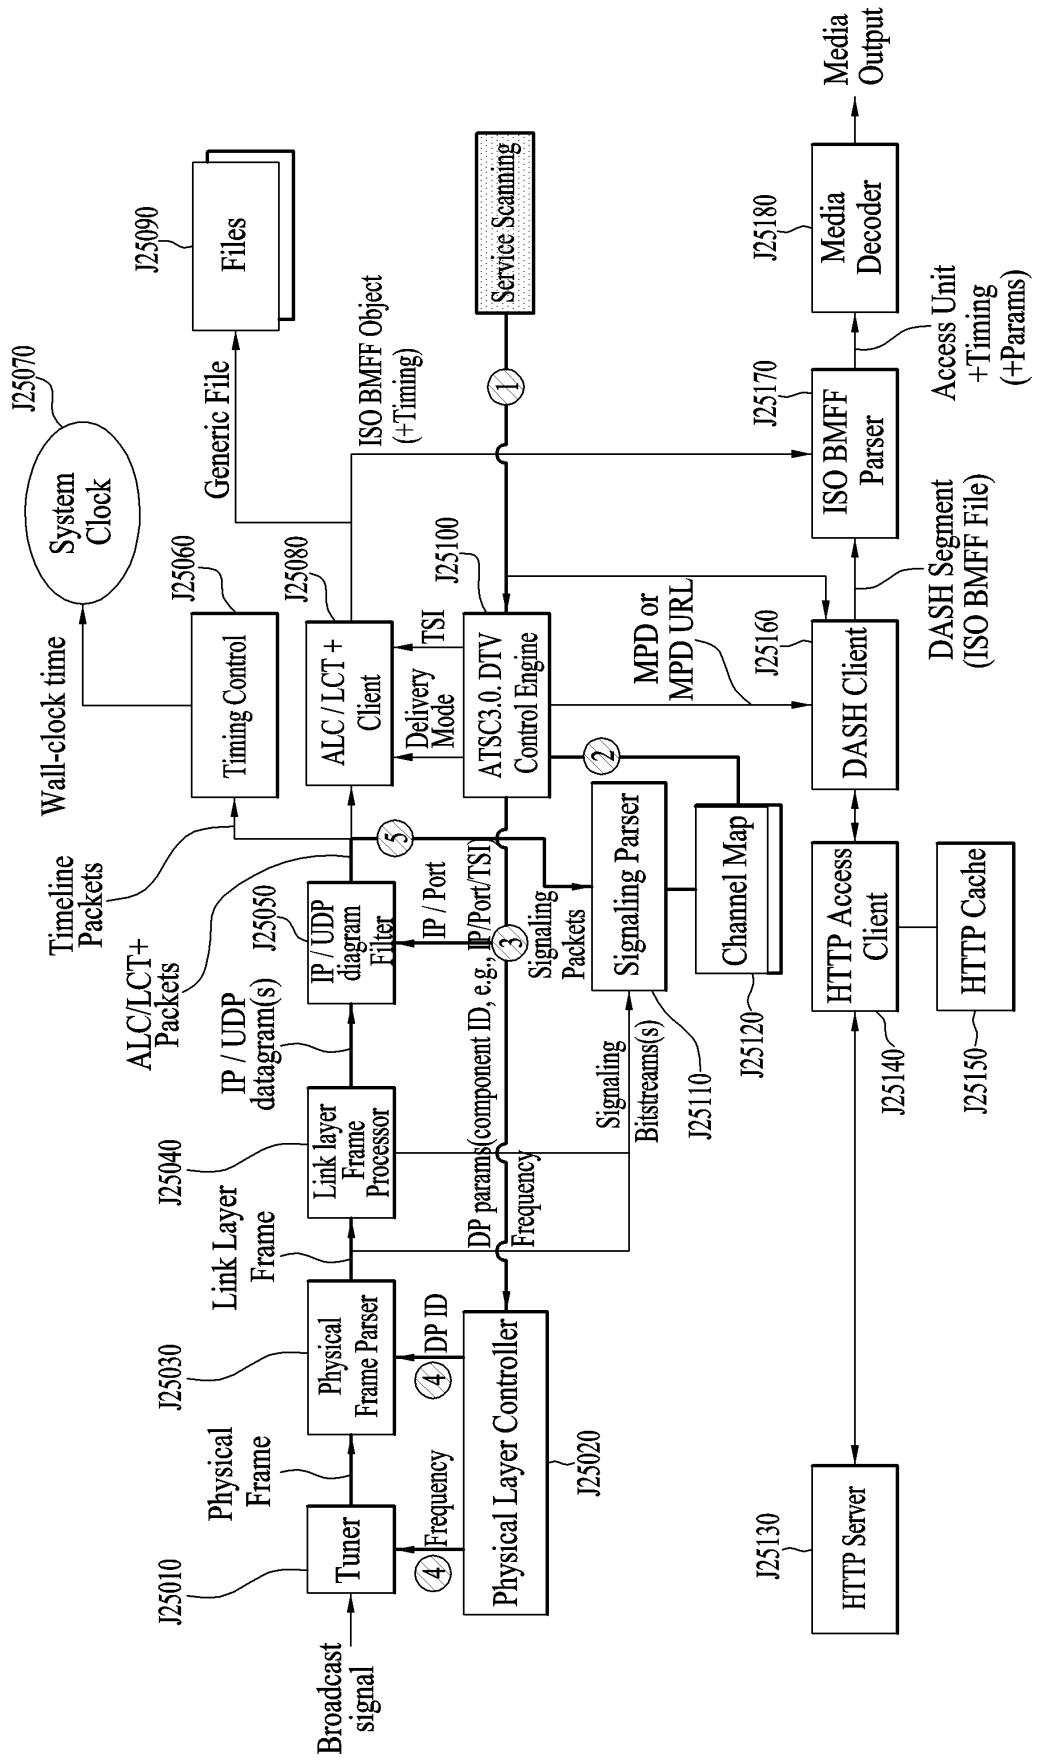 Broadcast
signal
J25010
Tuner
Physical
Frame
J25030
Physical
Frame Parser
Link Layer
Frame
J25040
Link layer
Frame
Processor
IP / UDP
datagram(s)
ALC/LCT+
Packets
J25050
IP / UDP
diagram
Filter
Timeline
Packets
Wall-clock time
J25060
Timing Control
J25070
System
Clock
J25080
ALC / LCT +
Client
Generic File
J25090
Files
ISO BMFF Object
(+Timing)
4
Frequency
4
DP ID
Physical Layer Controller
J25020
DP params(component ID, e.g., IP/Port/TSI)
Frequency
IP / Port
3
5
Delivery
Mode
TSI
J25100
ATSC3.0. DTV
Control Engine
1
Service Scanning
Signaling
Packets
Signaling
Bitstreams(s)
J25110
Signaling Parser
2
J25120
Channel Map
MPD or
MPD URL
J25130
HTTP Server
J25140
HTTP Access
Client
J25150
HTTP Cache
J25160
DASH Client
DASH Segment
(ISO BMFF File)
J25170
ISO BMFF
Parser
Access Unit
+Timing
(+Params)
J25180
Media
Decoder
Media
Output